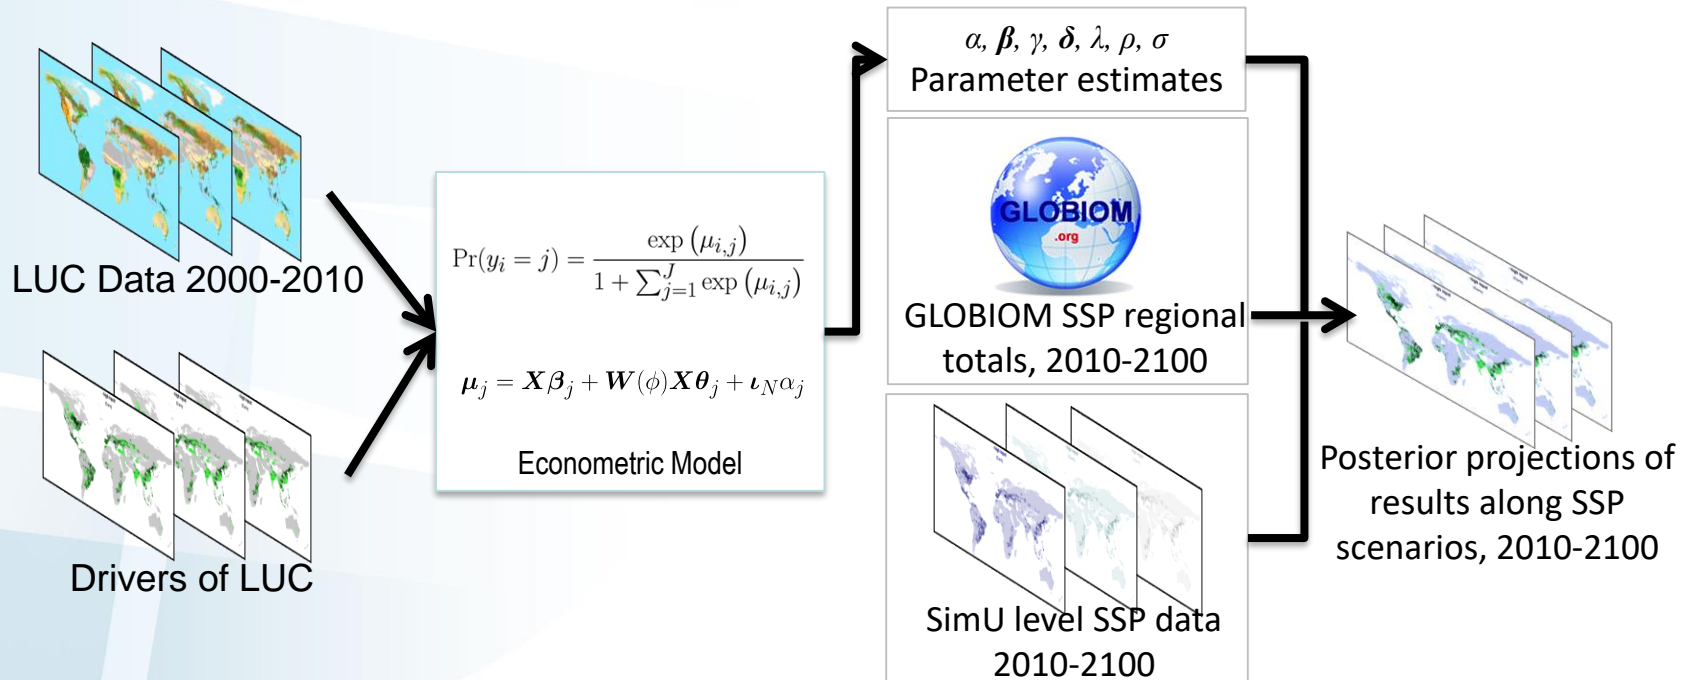 LUC Data 2000-2010
Drivers of LUC
Pr(y_i = j) = exp (μ_{i,j}) / (1 + ∑_{j=1}^{J} exp (μ_{i,j}))
μ_j = Xβ_j + W(ϕ)Xθ_j + ι_N α_j
Econometric Model
α, β, γ, δ, λ, ρ, σ
Parameter estimates
GLOBIOM
.org
GLOBIOM SSP regional
totals, 2010-2100
SimU level SSP data
2010-2100
Posterior projections of
results along SSP
scenarios, 2010-2100